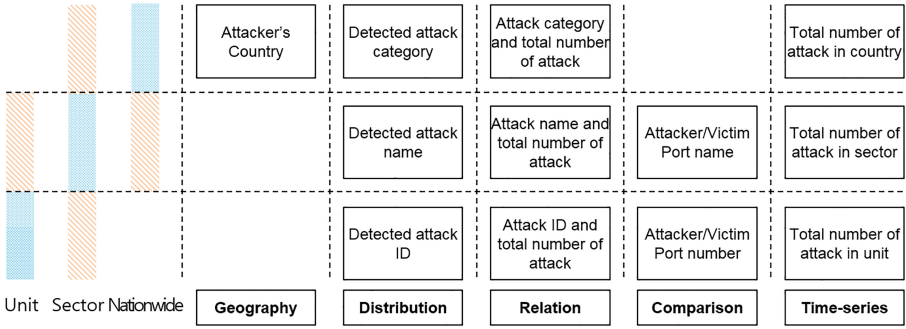 Attacker's
Country
Detected attack
category
Attack category
and total number
of attack
Total number of
attack in country
Detected attack
name
Attack name and
total number of
attack
Attacker/Victim
Port name
Total number of
attack in sector
Detected attack
ID
Attack ID and
total number of
attack
Attacker/Victim
Port number
Total number of
attack in unit
Unit Sector Nationwide Geography Distribution Relation Comparison Time-series